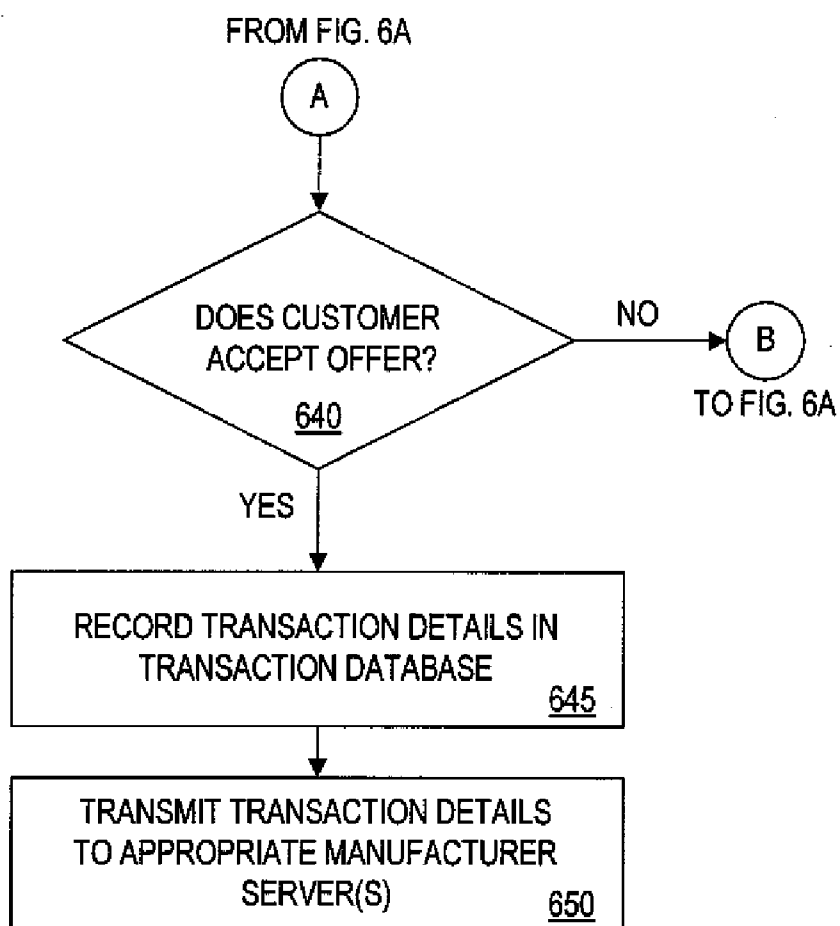 FROM FIG. 6A
A
DOES CUSTOMER
ACCEPT OFFER?
640
NO
B
TO FIG. 6A
YES
RECORD TRANSACTION DETAILS IN
TRANSACTION DATABASE
645
TRANSMIT TRANSACTION DETAILS
TO APPROPRIATE MANUFACTURER
SERVER(S)
650